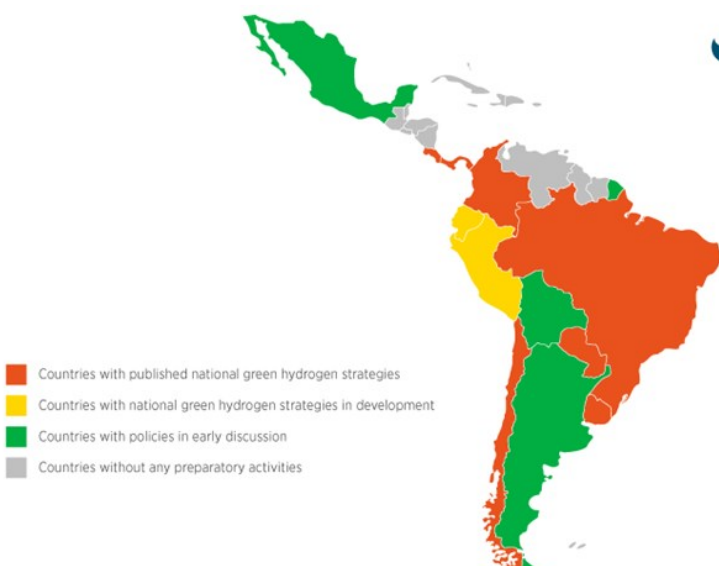 Countries with published national green hydrogen strategies
Countries with national green hydrogen strategies in development
Countries with policies in early discussion
Countries without any preparatory activities